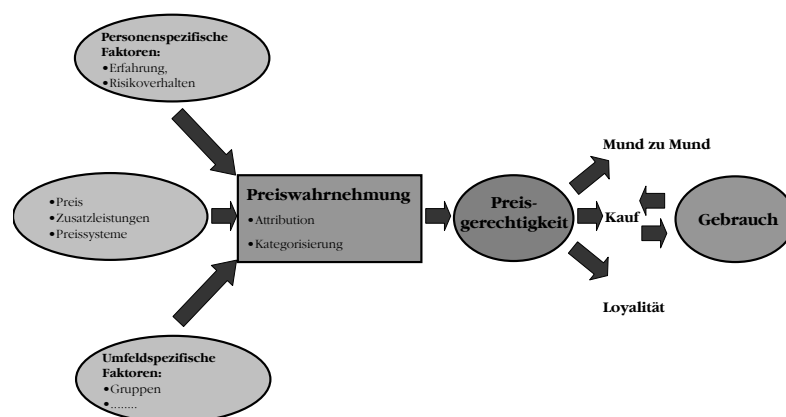 Personenspezifische
Faktoren:
•Erfahrung,
•Risikoverhalten
•Preis
•Zusatzleistungen
•Preissysteme
Umfeldspezifische
Faktoren:
•Gruppen
•........
Preiswahrnehmung
•Attribution
•Kategorisierung
Preis-
gerechtigkeit
Mund zu Mund
Kauf
Loyalität
Gebrauch